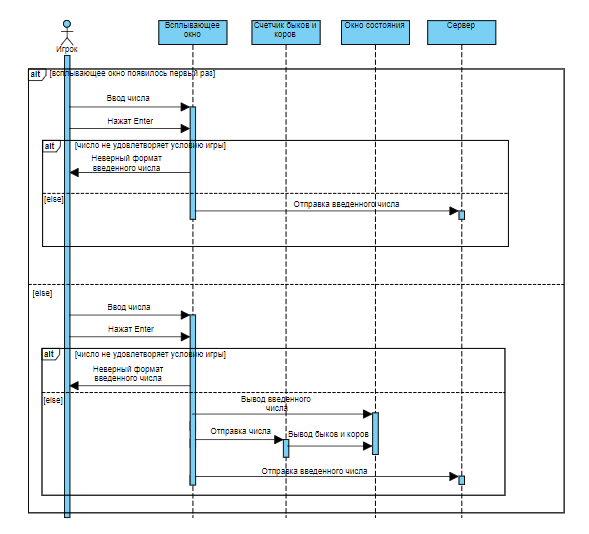 Игрок
Всплывающее
окно
Счетчик быков и
коров
Окно состояния
Сервер
alt
[всплывающее окно появилось первый раз]
Ввод числа
Нажат Enter
alt
[число не удовлетворяет условию игры]
Неверный формат
введенного числа
[else]
Отправка введенного числа
[else]
Ввод числа
Нажат Enter
alt
[число не удовлетворяет условию игры]
Неверный формат
введенного числа
[else]
Вывод введенного
числа
Отправка числа
Вывод быков и коров
Отправка введенного числа